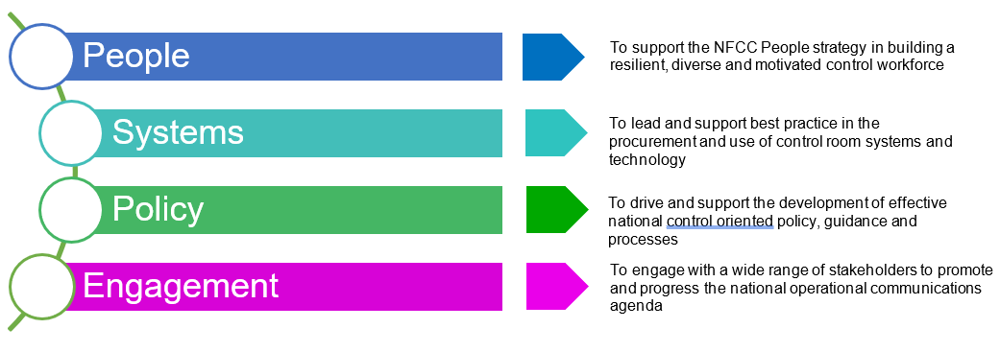 People
To support the NFCC People strategy in building a
resilient, diverse and motivated control workforce
Systems
To lead and support best practice in the
procurement and use of control room systems and
technology
Policy
To drive and support the development of effective
national control oriented policy, guidance and
processes
Engagement
To engage with a wide range of stakeholders to promote
and progress the national operational communications
agenda